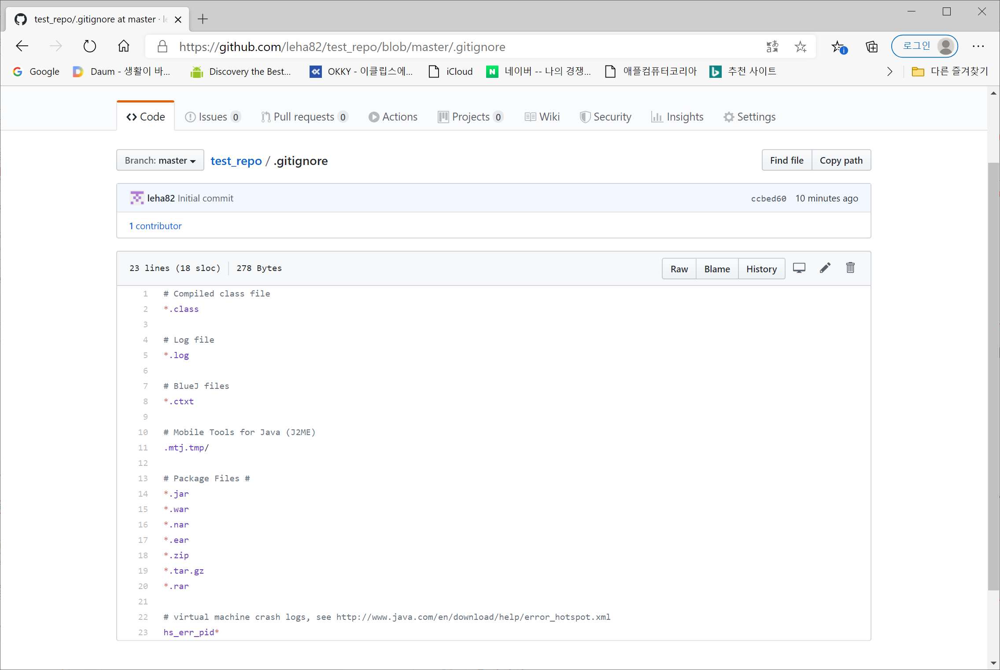 test_repo/.gitignore at master ·
https://github.com/leha82/test_repo/blob/master/.gitignore
로그인
Google
Daum - 생활이 바...
Discovery the Best...
OKKY - 이클립스에...
iCloud
네이버 -- 나의 경쟁...
애플컴퓨터코리아
추천 사이트
다른 즐겨찾기
Code
Issues 0
Pull requests 0
Actions
Projects 0
Wiki
Security
Insights
Settings
Branch: master
test_repo / .gitignore
Find file
Copy path
leha82 Initial commit
ccbed60 10 minutes ago
1 contributor
23 lines (18 sloc) 278 Bytes
Raw
Blame
History
1 # Compiled class file
2 *.class
3
4 # Log file
5 *.log
6
7 # BlueJ files
8 *.ctxt
9
10 # Mobile Tools for Java (J2ME)
11 .mtj.tmp/
12
13 # Package Files #
14 *.jar
15 *.war
16 *.nar
17 *.ear
18 *.zip
19 *.tar.gz
20 *.rar
21
22 # virtual machine crash logs, see http://www.java.com/en/download/help/error_hotspot.xml
23 hs_err_pid*